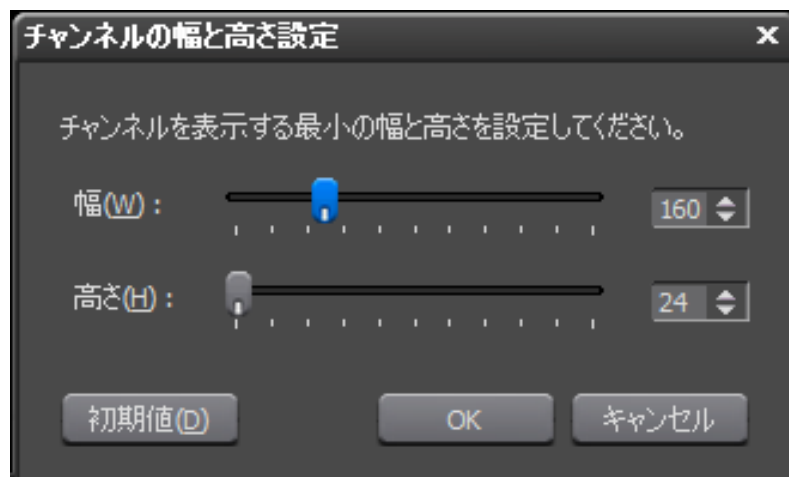 チャンネルの幅と高さ設定
チャンネルを表示する最小の幅と高さを設定してください。
幅(W)： 160
高さ(H)： 24
初期値(D) OK キャンセル